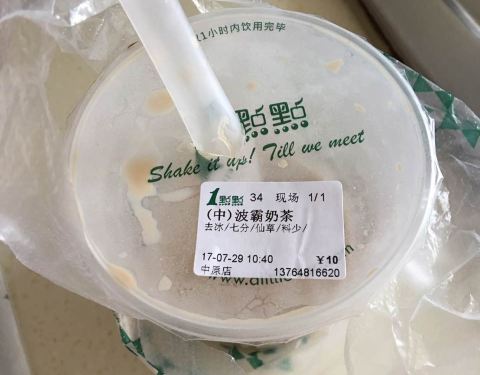 1小时内饮用完毕
點點
Shake it up! Till we meet
1點點 34 现场 1/1
(中)波霸奶茶
去冰/七分/仙草/料少/
17-07-29 10:40 ￥10
中原店 13764816620